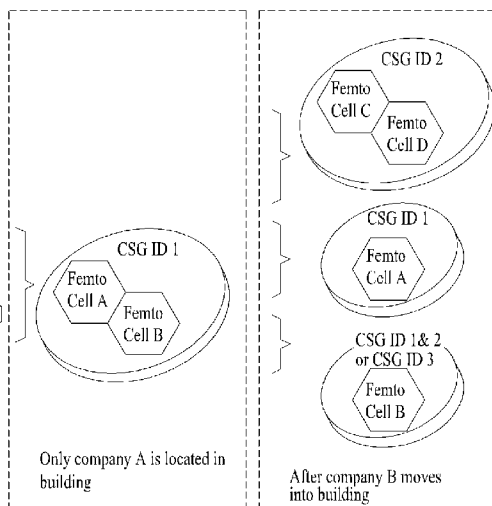 CSG ID 1
Femto
Cell A
Femto
Cell B
Only company A is located in
building
CSG ID 2
Femto
Cell C
Femto
Cell D
CSG ID 1
Femto
Cell A
CSG ID 1& 2
or CSG ID 3
Femto
Cell B
After company B moves
into building